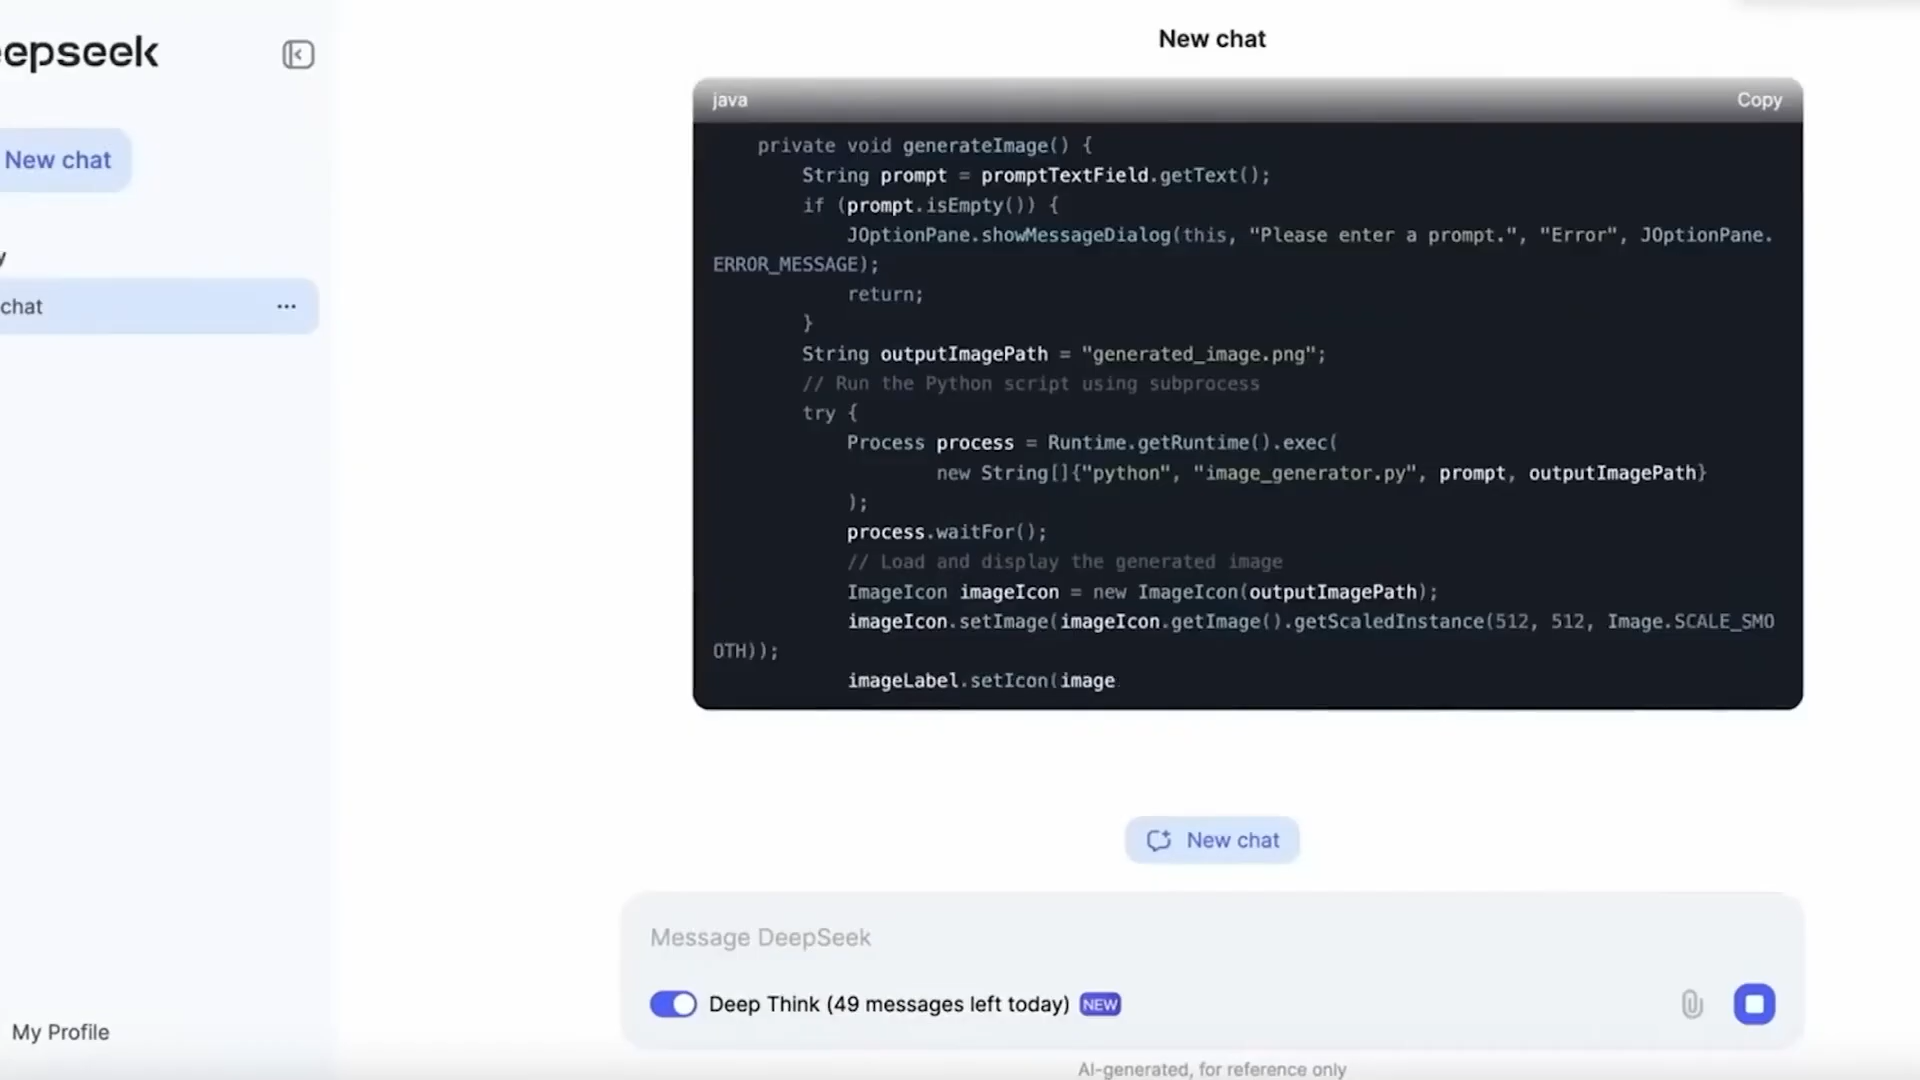 eepseek
New chat
y
chat
My Profile
New chat
java
Copy
private void generateImage() {
String prompt = promptTextField.getText();
if (prompt.isEmpty()) {
JOptionPane.showMessageDialog(this, "Please enter a prompt.", "Error", JOptionPane.
ERROR_MESSAGE);
return;
}
String outputImagePath = "generated_image.png";
// Run the Python script using subprocess
try {
Process process = Runtime.getRuntime().exec(
new String[]{"python", "image_generator.py", prompt, outputImagePath}
);
process.waitFor();
// Load and display the generated image
ImageIcon imageIcon = new ImageIcon(outputImagePath);
imageIcon.setImage(imageIcon.getImage().getScaledInstance(512, 512, Image.SCALE_SMO
OTH));
imageLabel.setIcon(image
New chat
Message DeepSeek
Deep Think (49 messages left today) NEW
AI-generated, for reference only